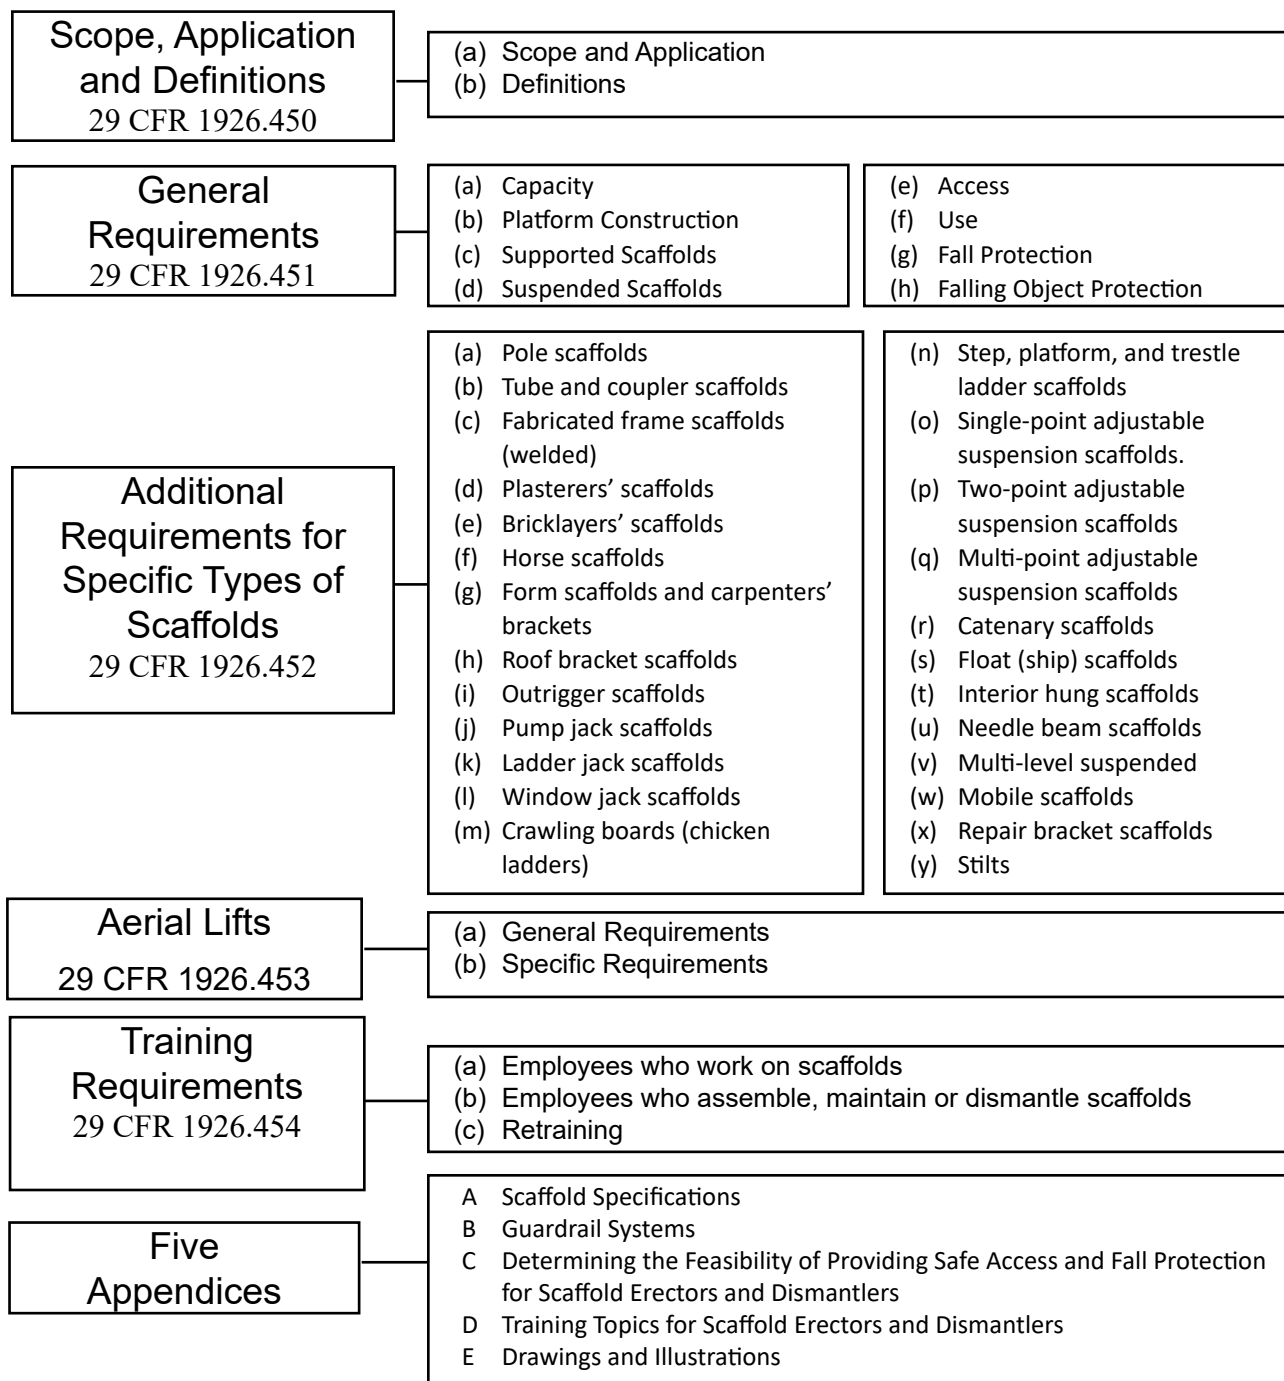 Scope, Application
and Definitions
29 CFR 1926.450
(a) Scope and Application
(b) Definitions
General
Requirements
29 CFR 1926.451
(a) Capacity
(b) Platform Construction
(c) Supported Scaffolds
(d) Suspended Scaffolds
(e) Access
(f) Use
(g) Fall Protection
(h) Falling Object Protection
Additional
Requirements for
Specific Types of
Scaffolds
29 CFR 1926.452
(a) Pole scaffolds
(b) Tube and coupler scaffolds
(c) Fabricated frame scaffolds
(welded)
(d) Plasterers’ scaffolds
(e) Bricklayers’ scaffolds
(f) Horse scaffolds
(g) Form scaffolds and carpenters’
brackets
(h) Roof bracket scaffolds
(i) Outrigger scaffolds
(j) Pump jack scaffolds
(k) Ladder jack scaffolds
(l) Window jack scaffolds
(m) Crawling boards (chicken
ladders)
(n) Step, platform, and trestle
ladder scaffolds
(o) Single-point adjustable
suspension scaffolds.
(p) Two-point adjustable
suspension scaffolds
(q) Multi-point adjustable
suspension scaffolds
(r) Catenary scaffolds
(s) Float (ship) scaffolds
(t) Interior hung scaffolds
(u) Needle beam scaffolds
(v) Multi-level suspended
(w) Mobile scaffolds
(x) Repair bracket scaffolds
(y) Stilts
Aerial Lifts
29 CFR 1926.453
(a) General Requirements
(b) Specific Requirements
Training
Requirements
29 CFR 1926.454
(a) Employees who work on scaffolds
(b) Employees who assemble, maintain or dismantle scaffolds
(c) Retraining
Five
Appendices
A Scaffold Specifications
B Guardrail Systems
C Determining the Feasibility of Providing Safe Access and Fall Protection
for Scaffold Erectors and Dismantlers
D Training Topics for Scaffold Erectors and Dismantlers
E Drawings and Illustrations